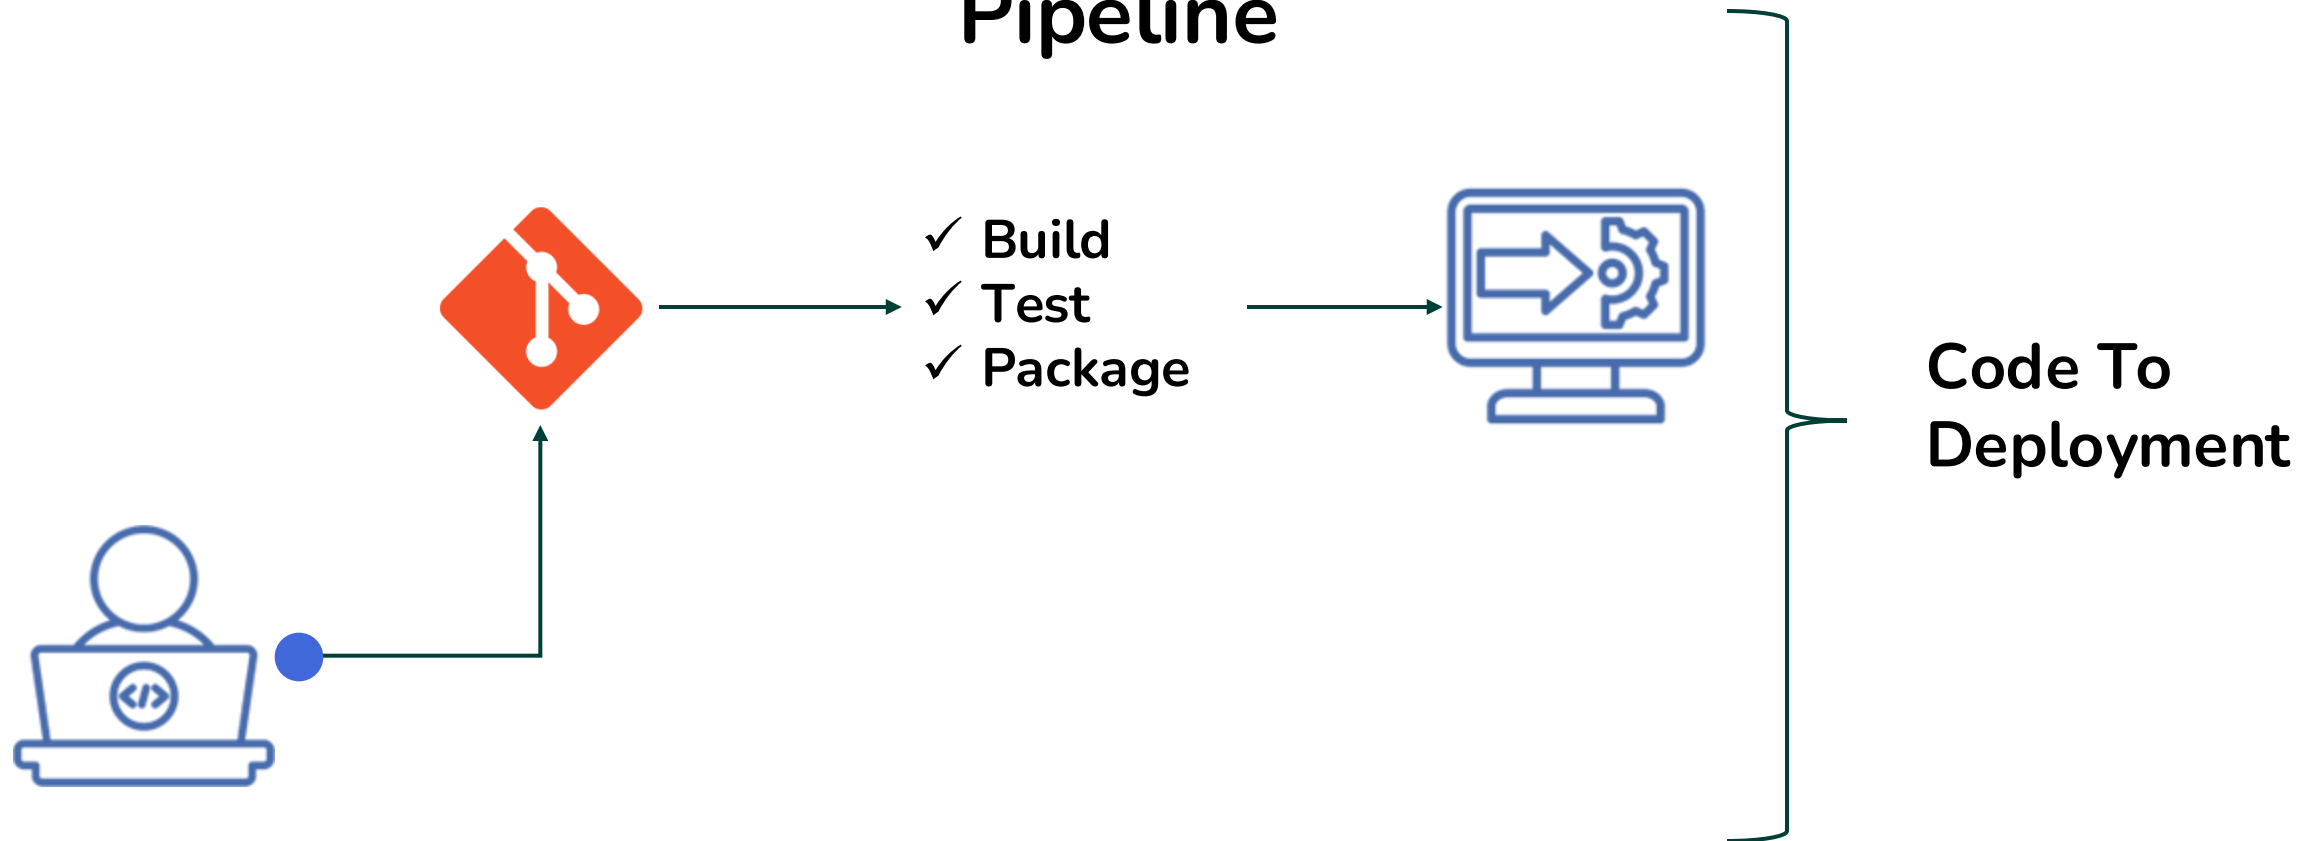 Pipeline
✓ Build
✓ Test
✓ Package
</>
Code To
Deployment